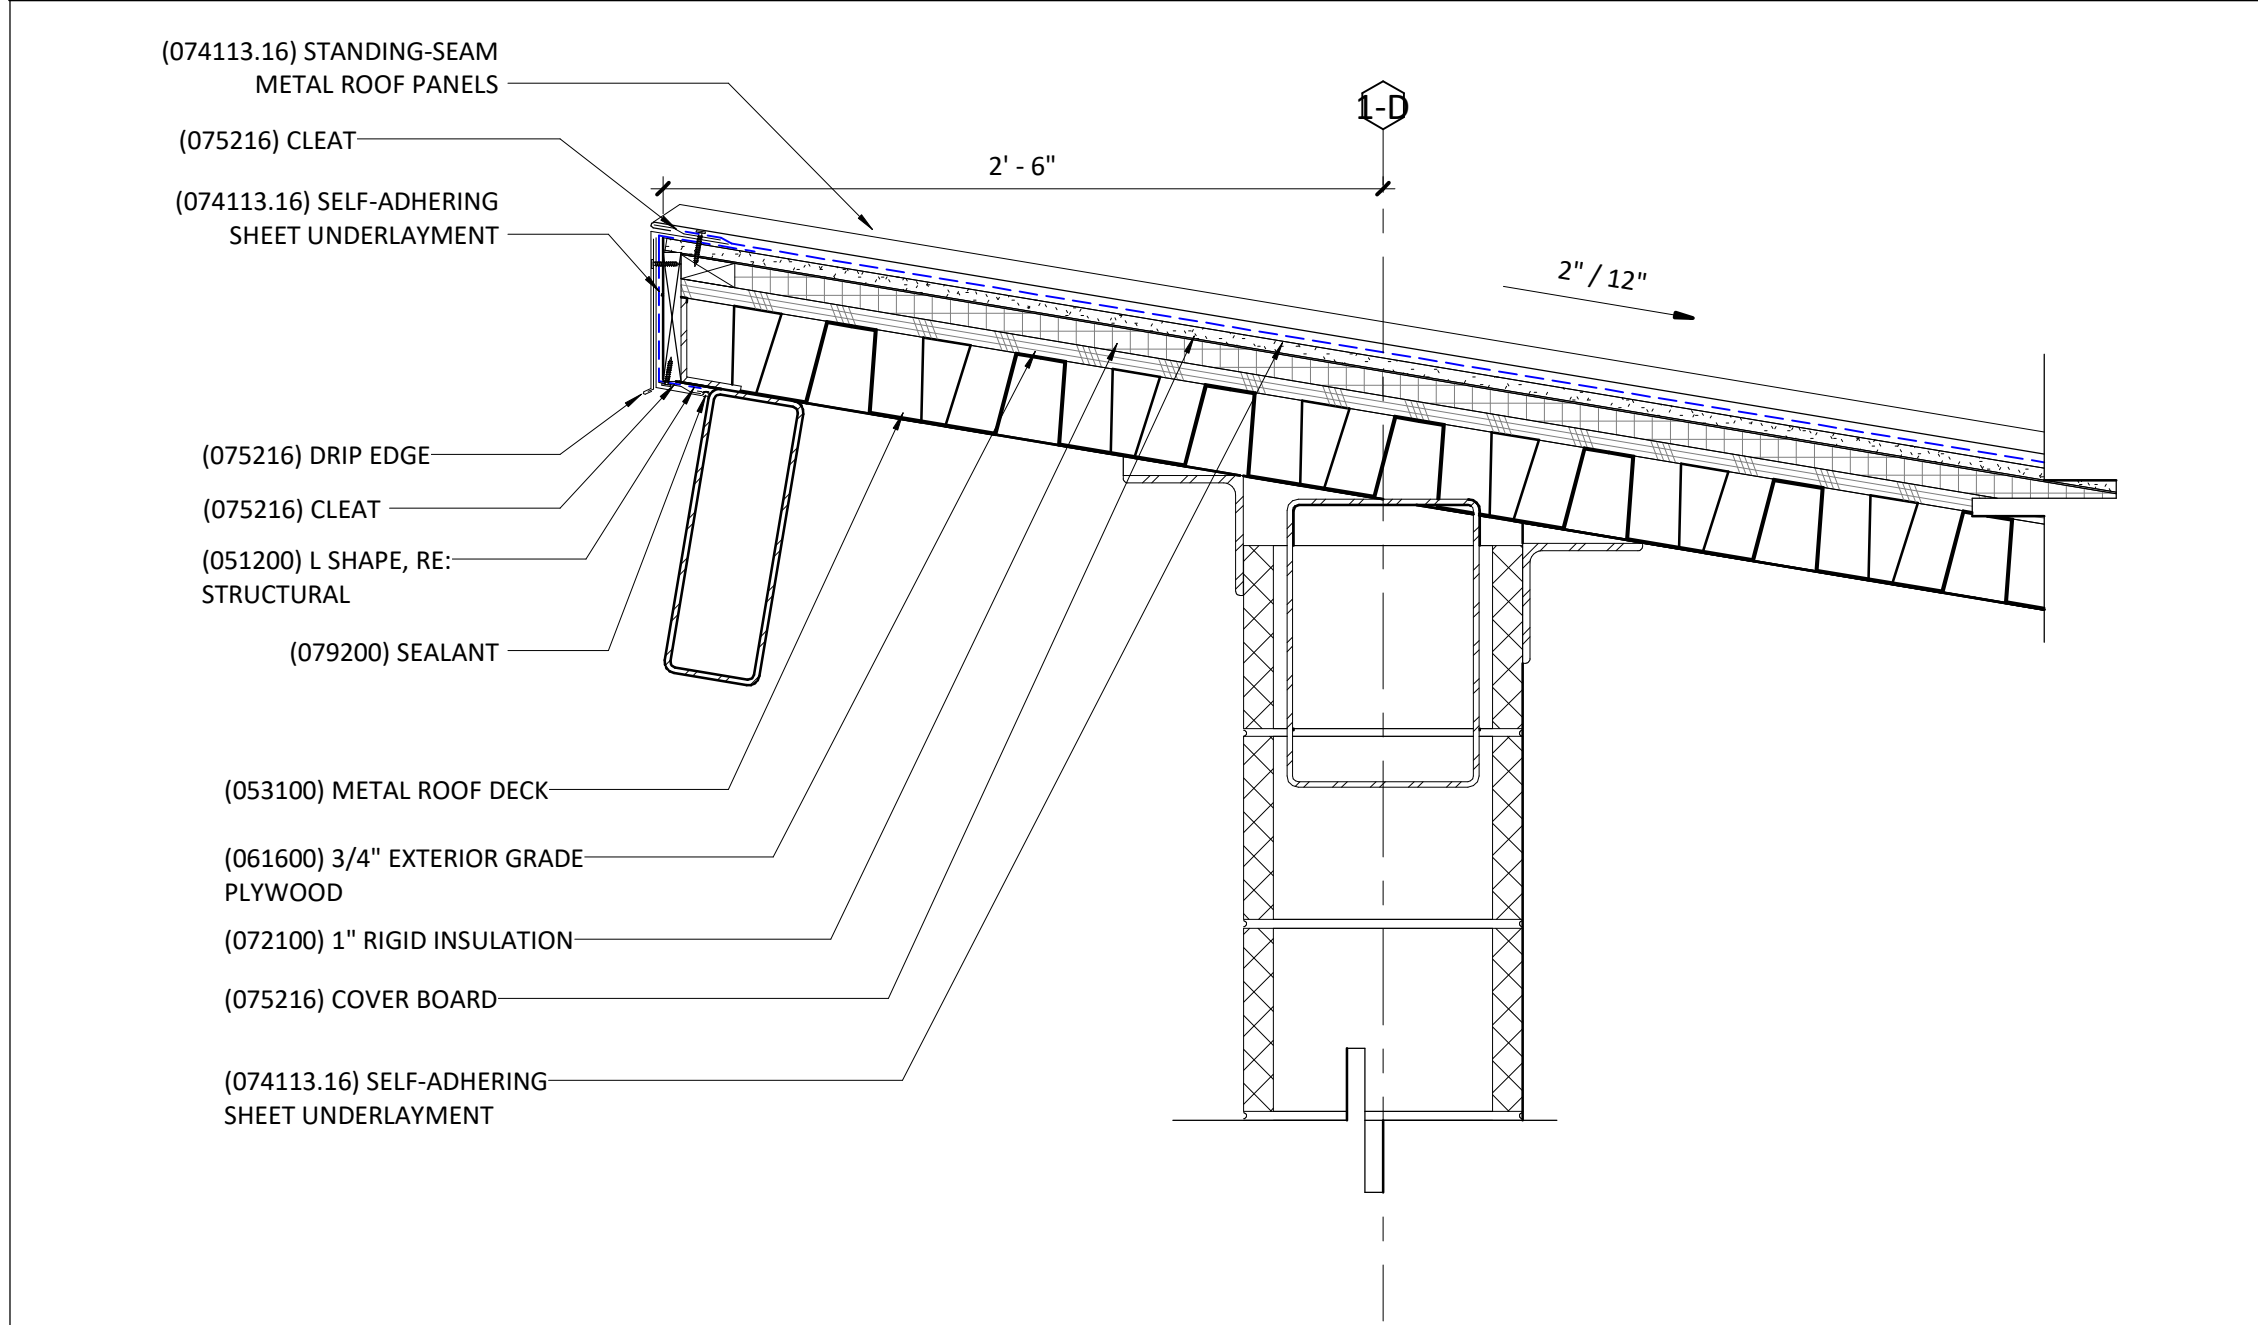 (074113.16) STANDING-SEAM
METAL ROOF PANELS
1-D
(075216) CLEAT
2' - 6"
(074113.16) SELF-ADHERING
SHEET UNDERLAYMENT
2" / 12"
(075216) DRIP EDGE
(075216) CLEAT
(051200) L SHAPE, RE:
STRUCTURAL
(079200) SEALANT
(053100) METAL ROOF DECK
(061600) 3/4" EXTERIOR GRADE
PLYWOOD
(072100) 1" RIGID INSULATION
(075216) COVER BOARD
(074113.16) SELF-ADHERING
SHEET UNDERLAYMENT